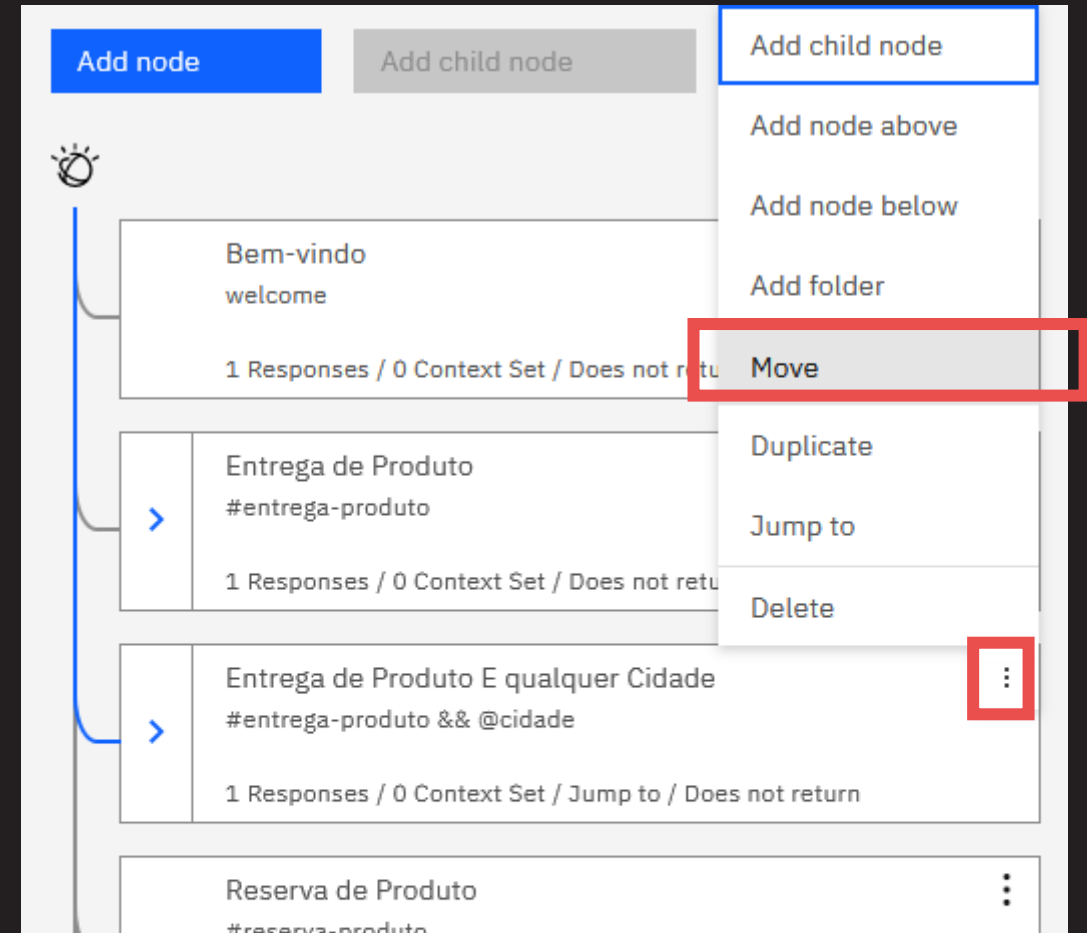 Add node
Add child node
Add child node
Add node above
Add node below
Add folder
Move
Duplicate
Jump to
Delete
Bem-vindo
welcome
1 Responses / 0 Context Set / Does not retu
Entrega de Produto
#entrega-produto
1 Responses / 0 Context Set / Does not retu
Entrega de Produto E qualquer Cidade
#entrega-produto && @cidade
1 Responses / 0 Context Set / Jump to / Does not return
Reserva de Produto
#reserva-produto